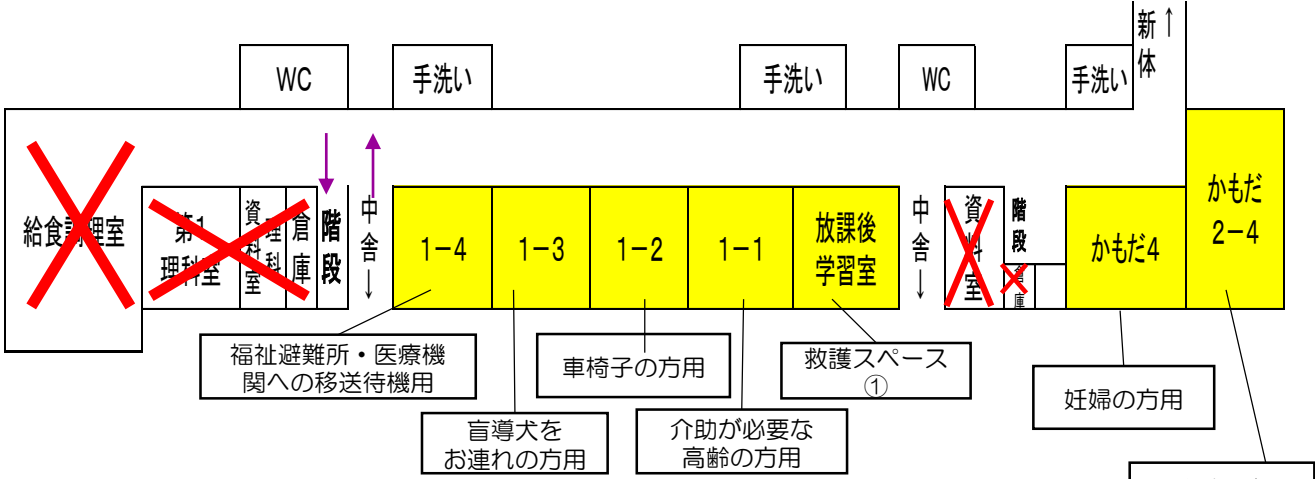 新
体
↑
WC
手洗い
手洗い
WC
手洗い
給食調理室
第1
理科室
資料室
理科
倉庫
階段
中舎↓
1-4
1-3
1-2
1-1
放課後
学習室
中舎↓
資料室
階段
倉庫
かもだ4
かもだ
2-4
福祉避難所・医療機
関への移送待機用
車椅子の方用
救護スペース
①
妊婦の方用
盲導犬を
お連れの方用
介助が必要な
高齢の方用